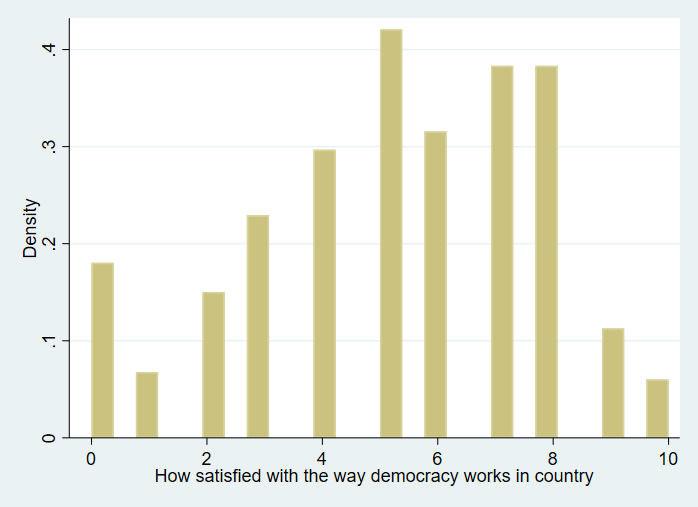 Density
.4
.3
.2
.1
0
0 2 4 6 8 10
How satisfied with the way democracy works in country